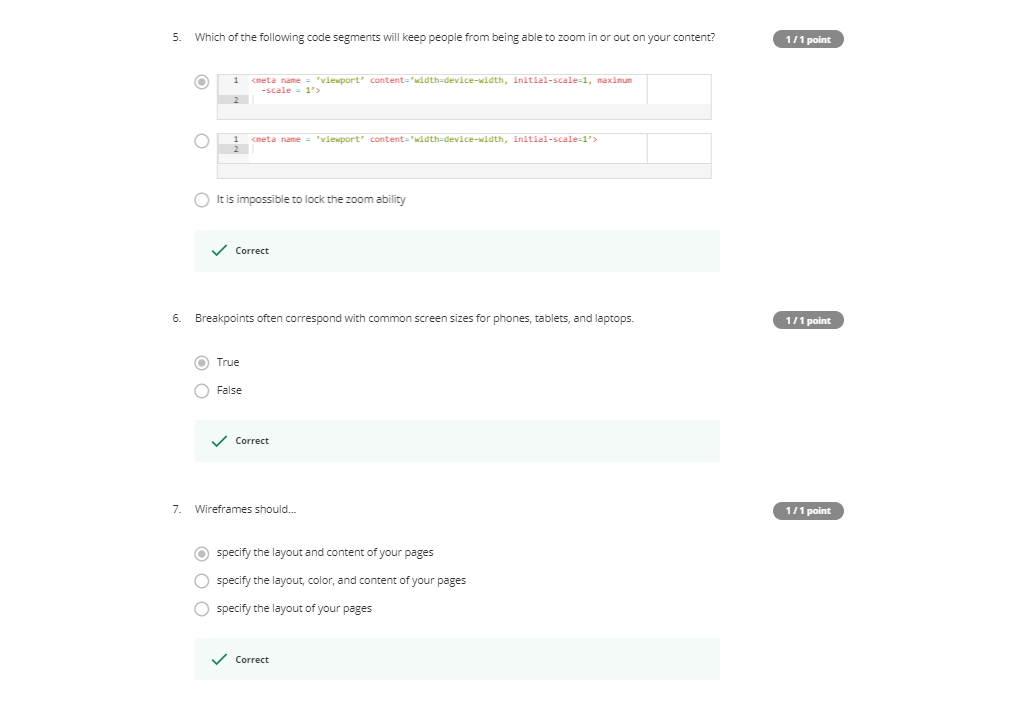 5. Which of the following code segments will keep people from being able to zoom in or out on your content?
1 / 1 point
1 <meta name = "viewport" content="width=device-width, initial-scale=1, maximum
-scale = 1">
2
1 <meta name = "viewport" content="width=device-width, initial-scale=1">
2
It is impossible to lock the zoom ability
Correct
6. Breakpoints often correspond with common screen sizes for phones, tablets, and laptops.
1 / 1 point
True
False
Correct
7. Wireframes should...
1 / 1 point
specify the layout and content of your pages
specify the layout, color, and content of your pages
specify the layout of your pages
Correct